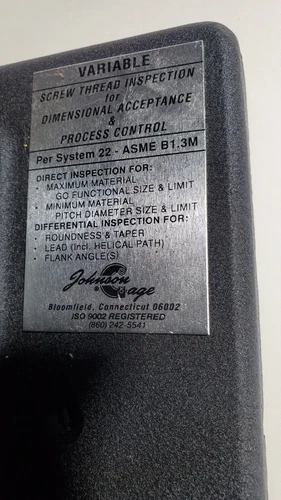 VARIABLE
SCREW THREAD INSPECTION
for
DIMENSIONAL ACCEPTANCE
&
PROCESS CONTROL
Per System 22 - ASME B1.3M
DIRECT INSPECTION FOR:
• MAXIMUM MATERIAL
GO FUNCTIONAL SIZE & LIMIT
• MINIMUM MATERIAL
PITCH DIAMETER SIZE & LIMIT
DIFFERENTIAL INSPECTION FOR:
• ROUNDNESS & TAPER
• LEAD (Incl. HELICAL PATH)
• FLANK ANGLE(S)
Johnson Gage
Bloomfield, Connecticut 06002
ISO 9002 REGISTERED
(860) 242-5541